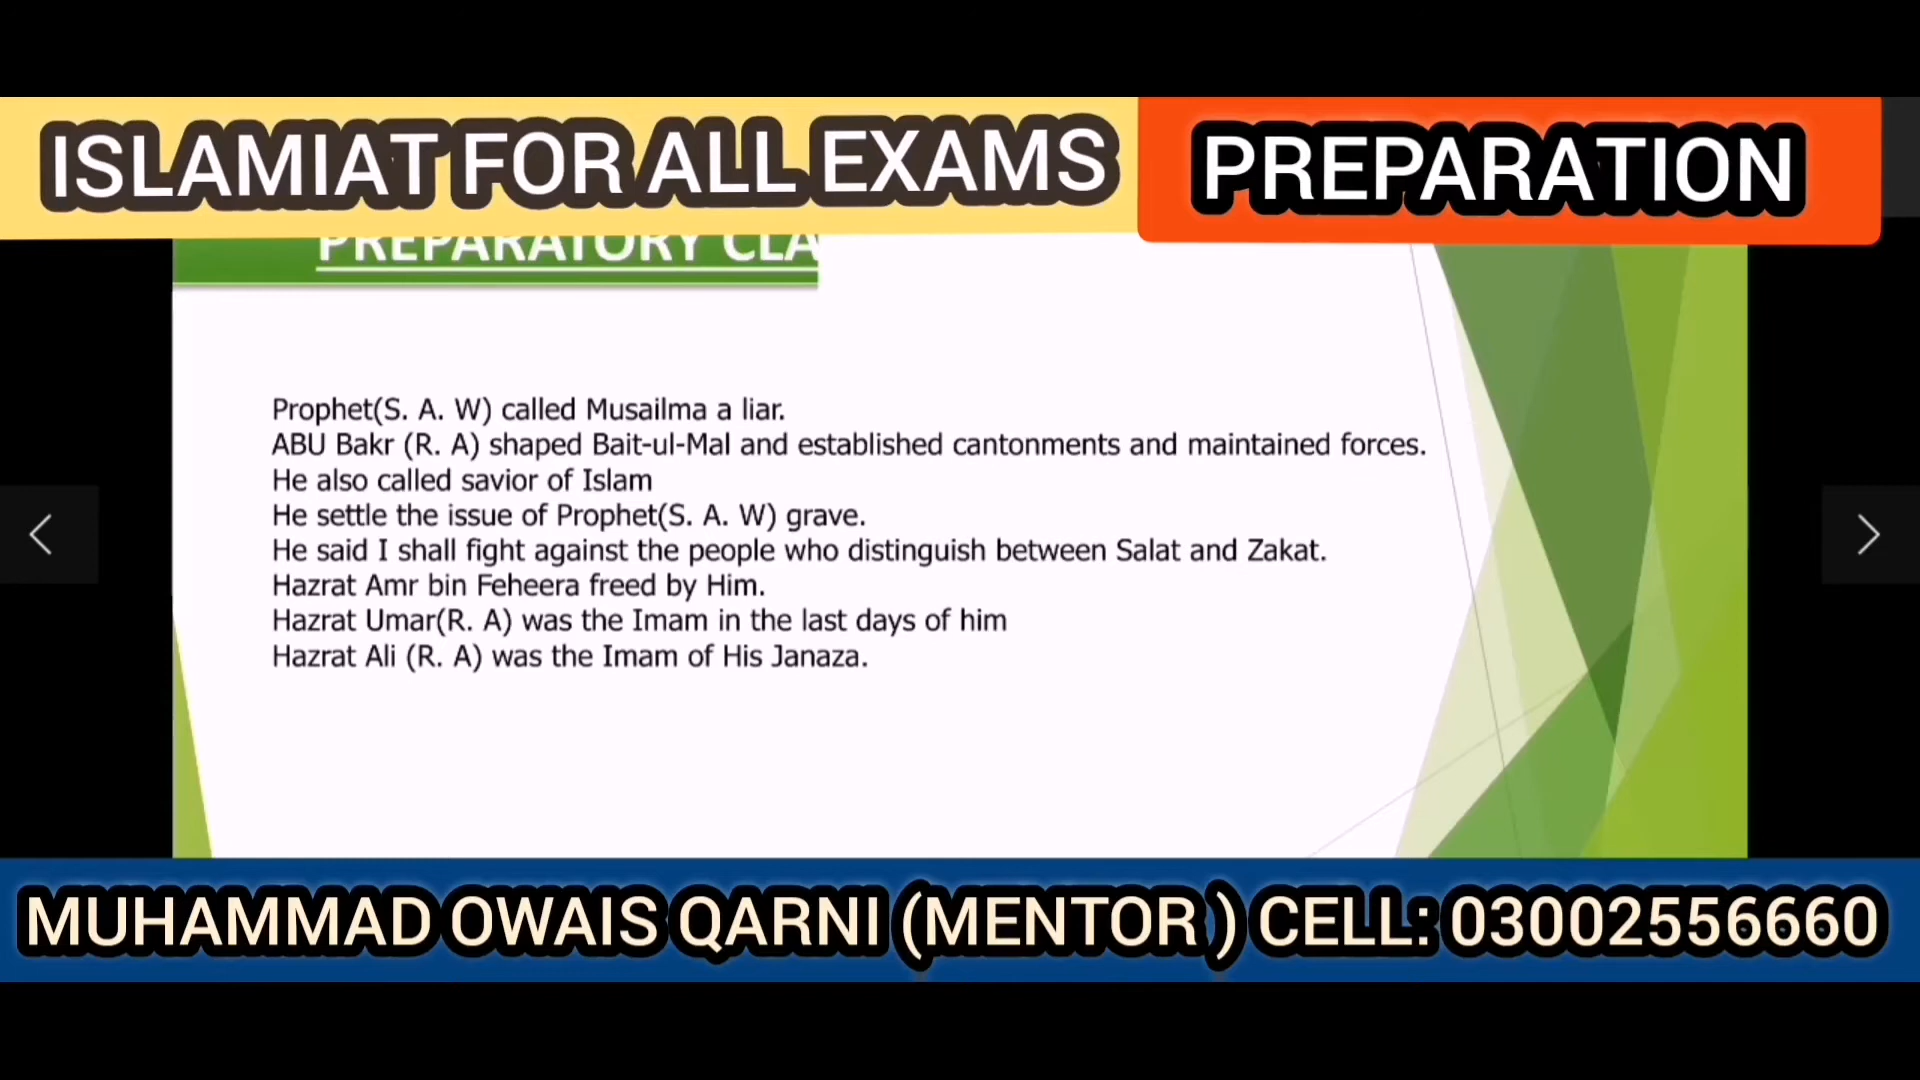 ISLAMIAT FOR ALL EXAMS PREPARATION
PREPARATORY CLA
Prophet(S. A. W) called Musailma a liar.
ABU Bakr (R. A) shaped Bait-ul-Mal and established cantonments and maintained forces.
He also called savior of Islam
He settle the issue of Prophet(S. A. W) grave.
He said I shall fight against the people who distinguish between Salat and Zakat.
Hazrat Amr bin Feheera freed by Him.
Hazrat Umar(R. A) was the Imam in the last days of him
Hazrat Ali (R. A) was the Imam of His Janaza.
MUHAMMAD OWAIS QARNI (MENTOR ) CELL: 03002556660